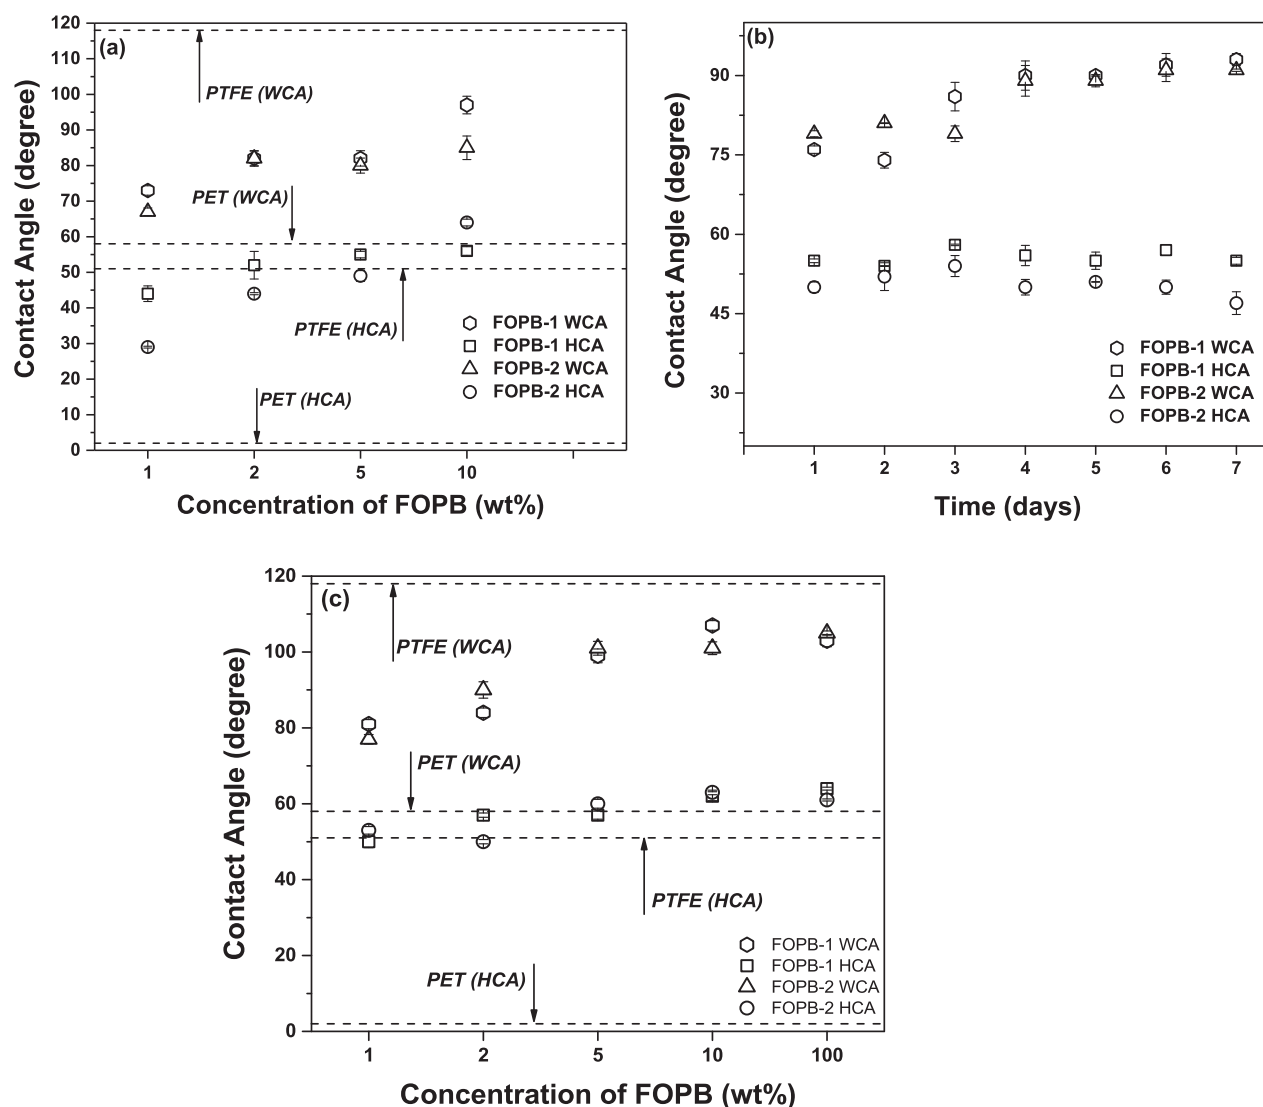 (a)
120
110
100
90
80
70
60
50
40
30
20
10
0
Contact Angle (degree)
PTFE (WCA)
PET (WCA)
PTFE (HCA)
PET (HCA)
FOPB-1 WCA
FOPB-1 HCA
FOPB-2 WCA
FOPB-2 HCA
1 2 5 10
Concentration of FOPB (wt%)
(b)
90
75
60
45
30
Contact Angle (degree)
FOPB-1 WCA
FOPB-1 HCA
FOPB-2 WCA
FOPB-2 HCA
1 2 3 4 5 6 7
Time (days)
(c)
120
100
80
60
40
20
0
Contact Angle (degree)
PTFE (WCA)
PET (WCA)
PTFE (HCA)
PET (HCA)
FOPB-1 WCA
FOPB-1 HCA
FOPB-2 WCA
FOPB-2 HCA
1 2 5 10 100
Concentration of FOPB (wt%)